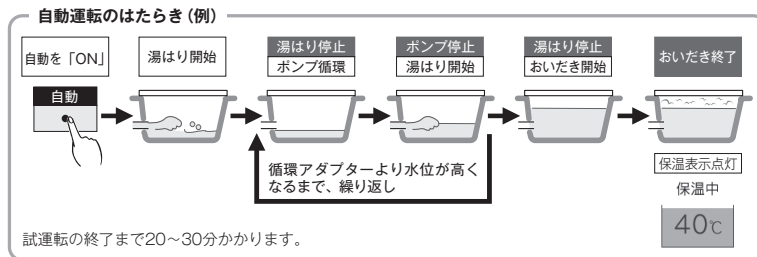 自動運転のはたらき（例）
自動を「ON」
湯はり開始
湯はり停止
ポンプ循環
ポンプ停止
湯はり開始
湯はり停止
おいだき開始
おいだき終了
自動
循環アダプターより水位が高く
なるまで、繰り返し
保温表示点灯
保温中
40℃
試運転の終了まで20～30分かかります。